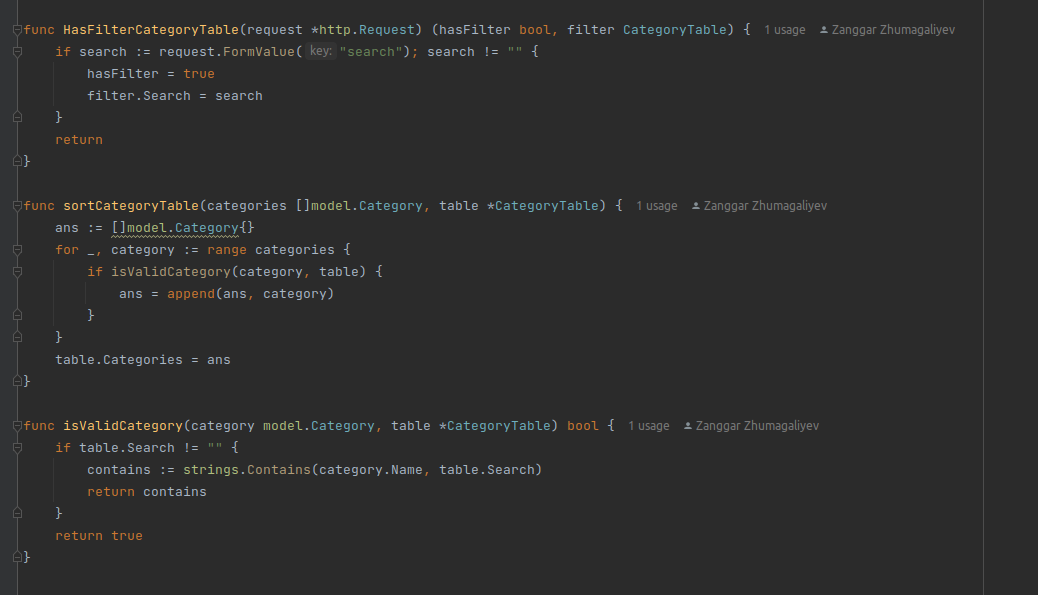 func HasFilterCategoryTable(request *http.Request) (hasFilter bool, filter CategoryTable) { 1 usage Zanggar Zhumagaliyev
    if search := request.FormValue( key: "search"); search != "" {
        hasFilter = true
        filter.Search = search
    }
    return
}
func sortCategoryTable(categories []model.Category, table *CategoryTable) { 1 usage Zanggar Zhumagaliyev
    ans := []model.Category{}
    for _, category := range categories {
        if isValidCategory(category, table) {
            ans = append(ans, category)
        }
    }
    table.Categories = ans
}
func isValidCategory(category model.Category, table *CategoryTable) bool { 1 usage Zanggar Zhumagaliyev
    if table.Search != "" {
        contains := strings.Contains(category.Name, table.Search)
        return contains
    }
    return true
}